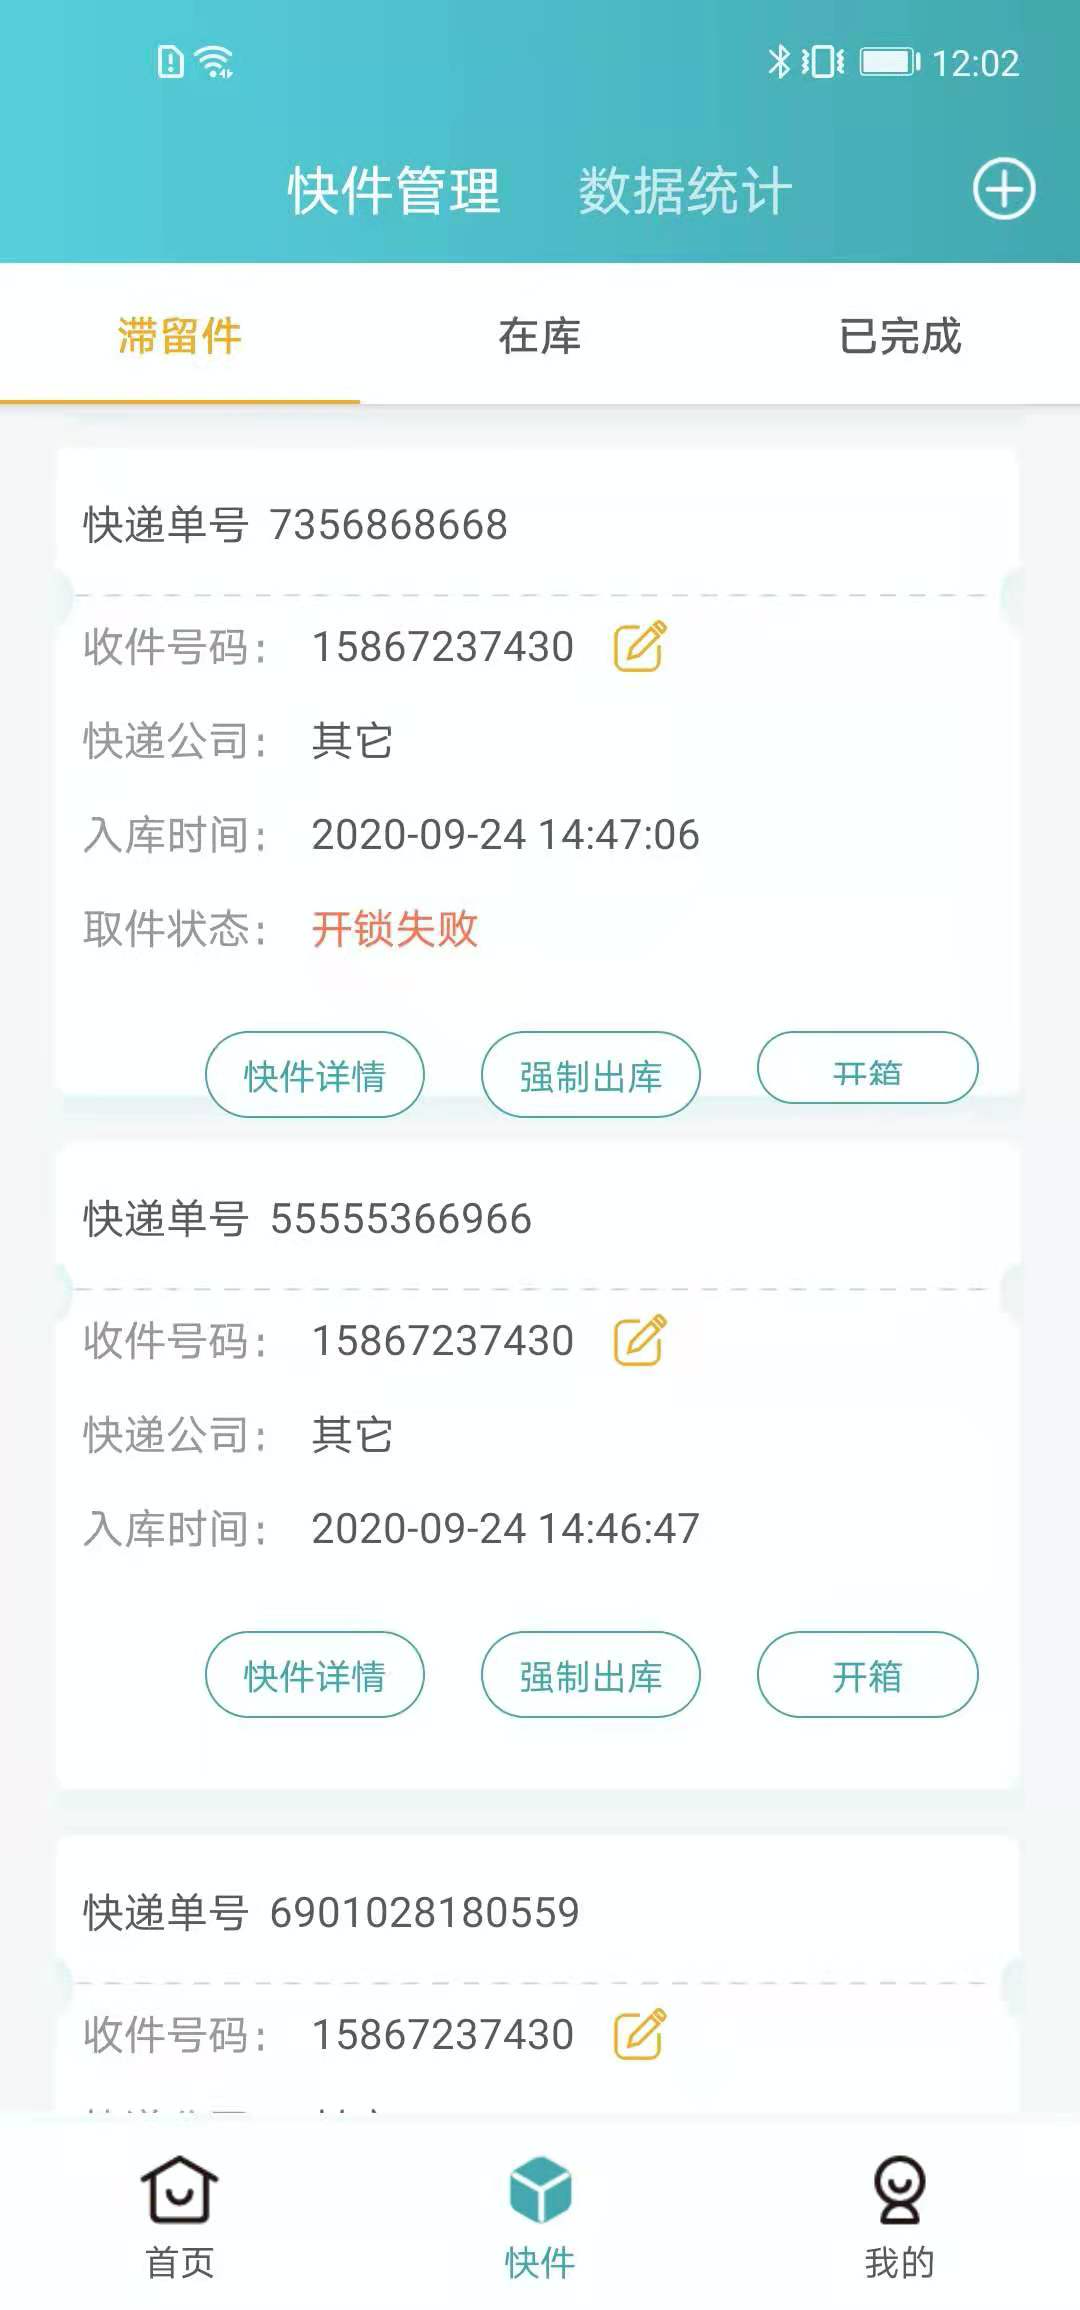 12:02
快件管理 数据统计
滞留件 在库 已完成
快递单号 7356868668
收件号码： 15867237430
快递公司： 其它
入库时间： 2020-09-24 14:47:06
取件状态： 开锁失败
快件详情 强制出库 开箱
快递单号 55555366966
收件号码： 15867237430
快递公司： 其它
入库时间： 2020-09-24 14:46:47
快件详情 强制出库 开箱
快递单号 6901028180559
收件号码： 15867237430
首页 快件 我的